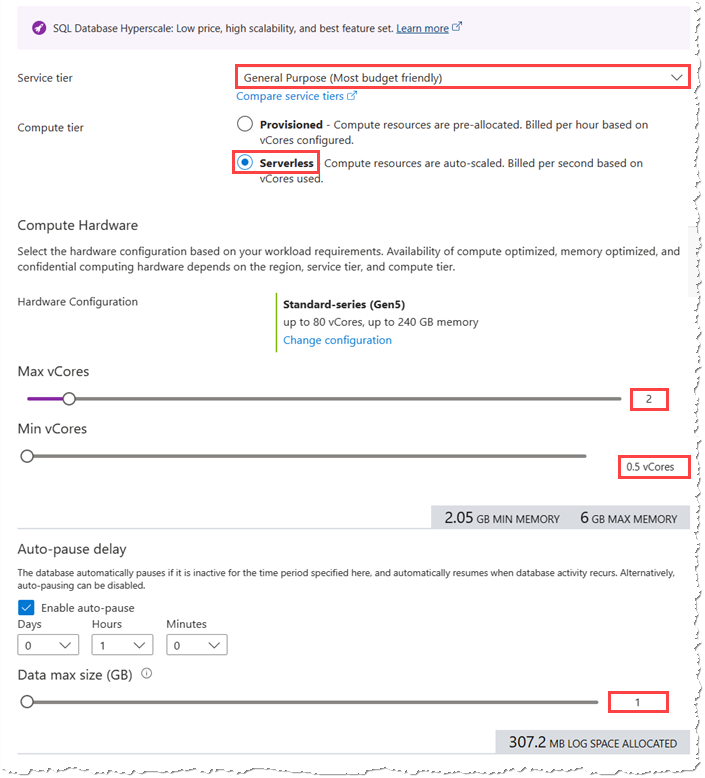 SQL Database Hyperscale: Low price, high scalability, and best feature set. Learn more
Service tier
General Purpose (Most budget friendly)
Compare service tiers
Compute tier
Provisioned - Compute resources are pre-allocated. Billed per hour based on
vCores configured.
Serverless - Compute resources are auto-scaled. Billed per second based on
vCores used.
Compute Hardware
Select the hardware configuration based on your workload requirements. Availability of compute optimized, memory optimized, and
confidential computing hardware depends on the region, service tier, and compute tier.
Hardware Configuration
Standard-series (Gen5)
up to 80 vCores, up to 240 GB memory
Change configuration
Max vCores
2
Min vCores
0.5 vCores
2.05 GB MIN MEMORY 6 GB MAX MEMORY
Auto-pause delay
The database automatically pauses if it is inactive for the time period specified here, and automatically resumes when database activity recurs. Alternatively,
auto-pausing can be disabled.
Enable auto-pause
Days Hours Minutes
0 1 0
Data max size (GB)
1
307.2 MB LOG SPACE ALLOCATED